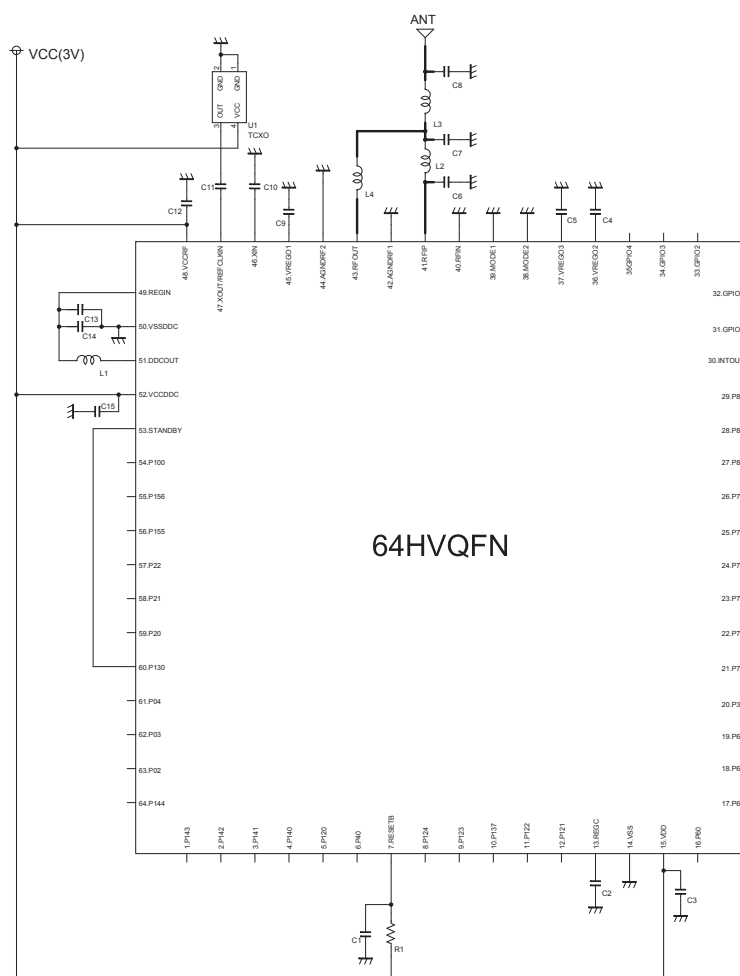 ANT
VCC(3V)
2
1
GND
GND
OUT
VCC
3
4
U1
TCXO
C8
L3
C7
L2
C6
L4
C12
C11
C10
C9
C5
C4
48.VCCRF
47.XOUT/REFCLKIN
46.XIN
45.VREGO1
44.AGNDRF2
43.RFOUT
42.AGNDRF1
41.RFIP
40.RFIN
39.MODE1
38.MODE2
37.VREGO3
36.VREGO2
35GPIO4
34.GPIO3
33.GPIO2
49.REGIN
C13
50.VSSDDC
C14
51.DDCOUT
L1
52.VCCDDC
C15
53.STANDBY
54.P100
55.P156
56.P155
57.P22
58.P21
59.P20
60.P130
61.P04
62.P03
63.P02
64.P144
64HVQFN
32.GPIO
31.GPIO
30.INTOU
29.P8
28.P8
27.P8
26.P7
25.P7
24.P7
23.P7
22.P7
21.P7
20.P3
19.P6
18.P6
17.P6
1.P143
2.P142
3.P141
4.P140
5.P120
6.P40
7.RESETB
8.P124
9.P123
10.P137
11.P122
12.P121
13.REGC
14.VSS
15.VDD
16.P60
C2
C3
C1
R1